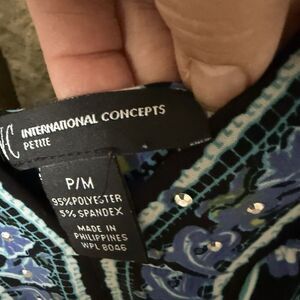 INTERNATIONAL CONCEPTS
PETITE
P/M
95%POLYESTER
5% SPANDEX
MADE IN
PHILIPPINES
WPL 8046